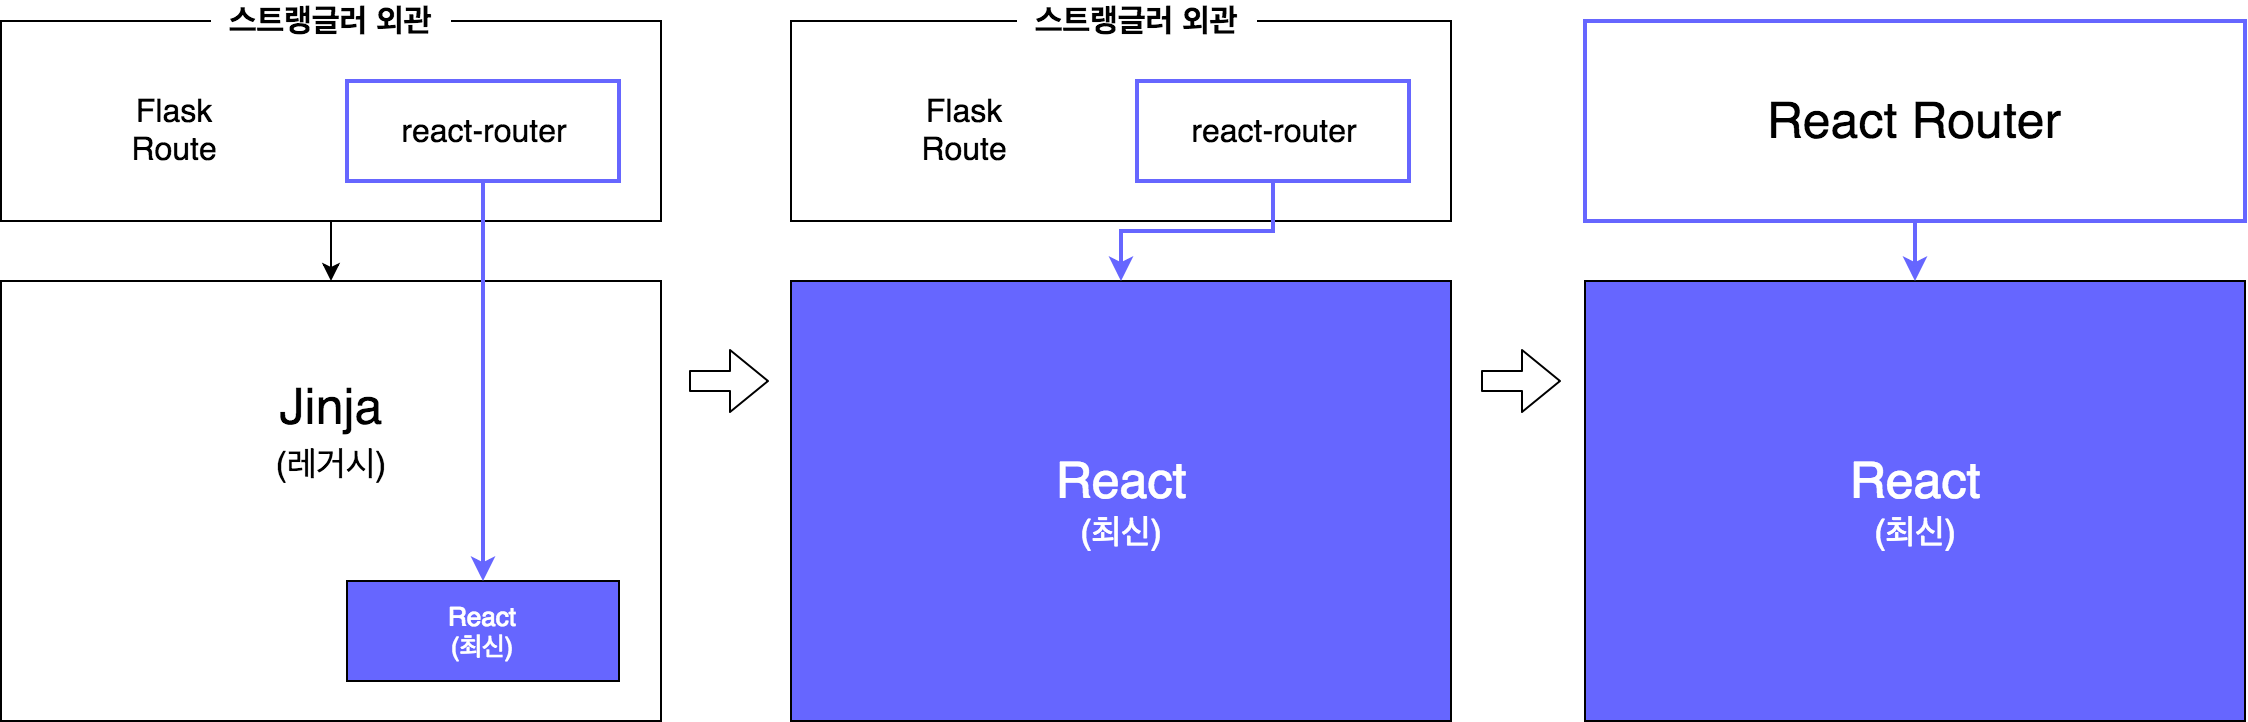 스트랭글러 외관
Flask
Route
react-router
Jinja
(레거시)
React
(최신)
스트랭글러 외관
Flask
Route
react-router
React
(최신)
React Router
React
(최신)